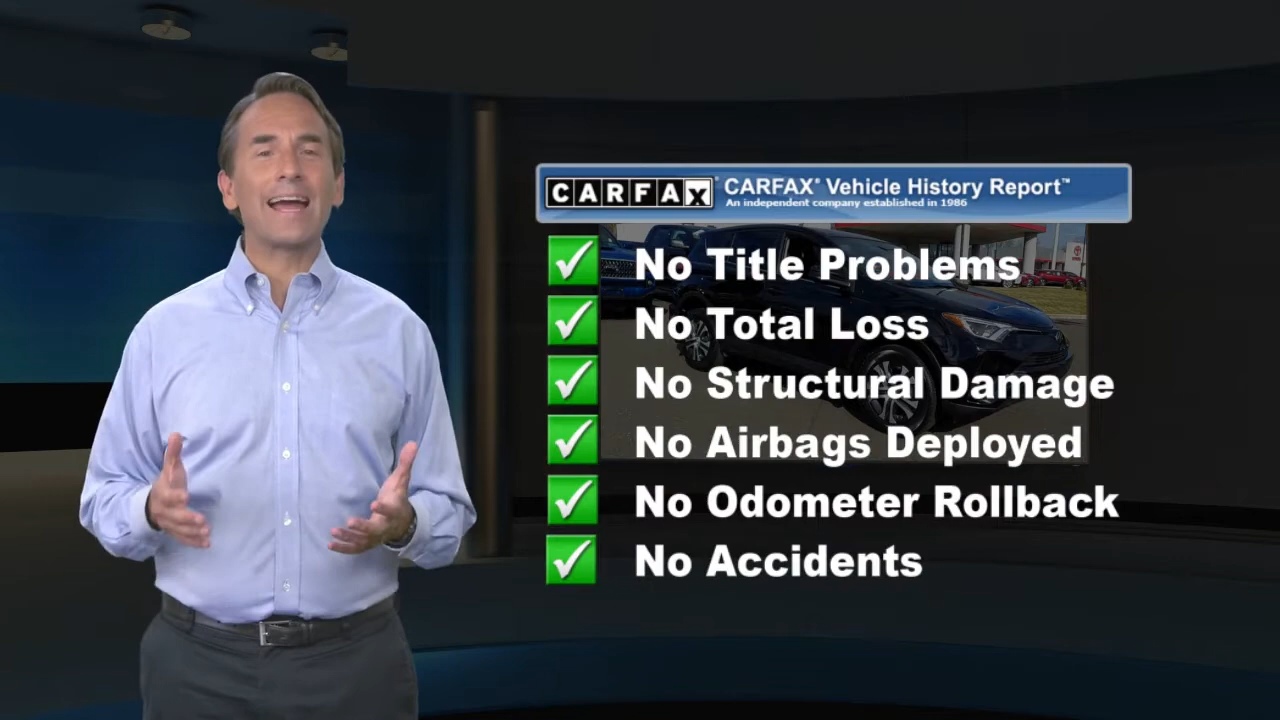 CARFAX® CARFAX® Vehicle History Report™
An independent company established in 1986
No Title Problems
No Total Loss
No Structural Damage
No Airbags Deployed
No Odometer Rollback
No Accidents